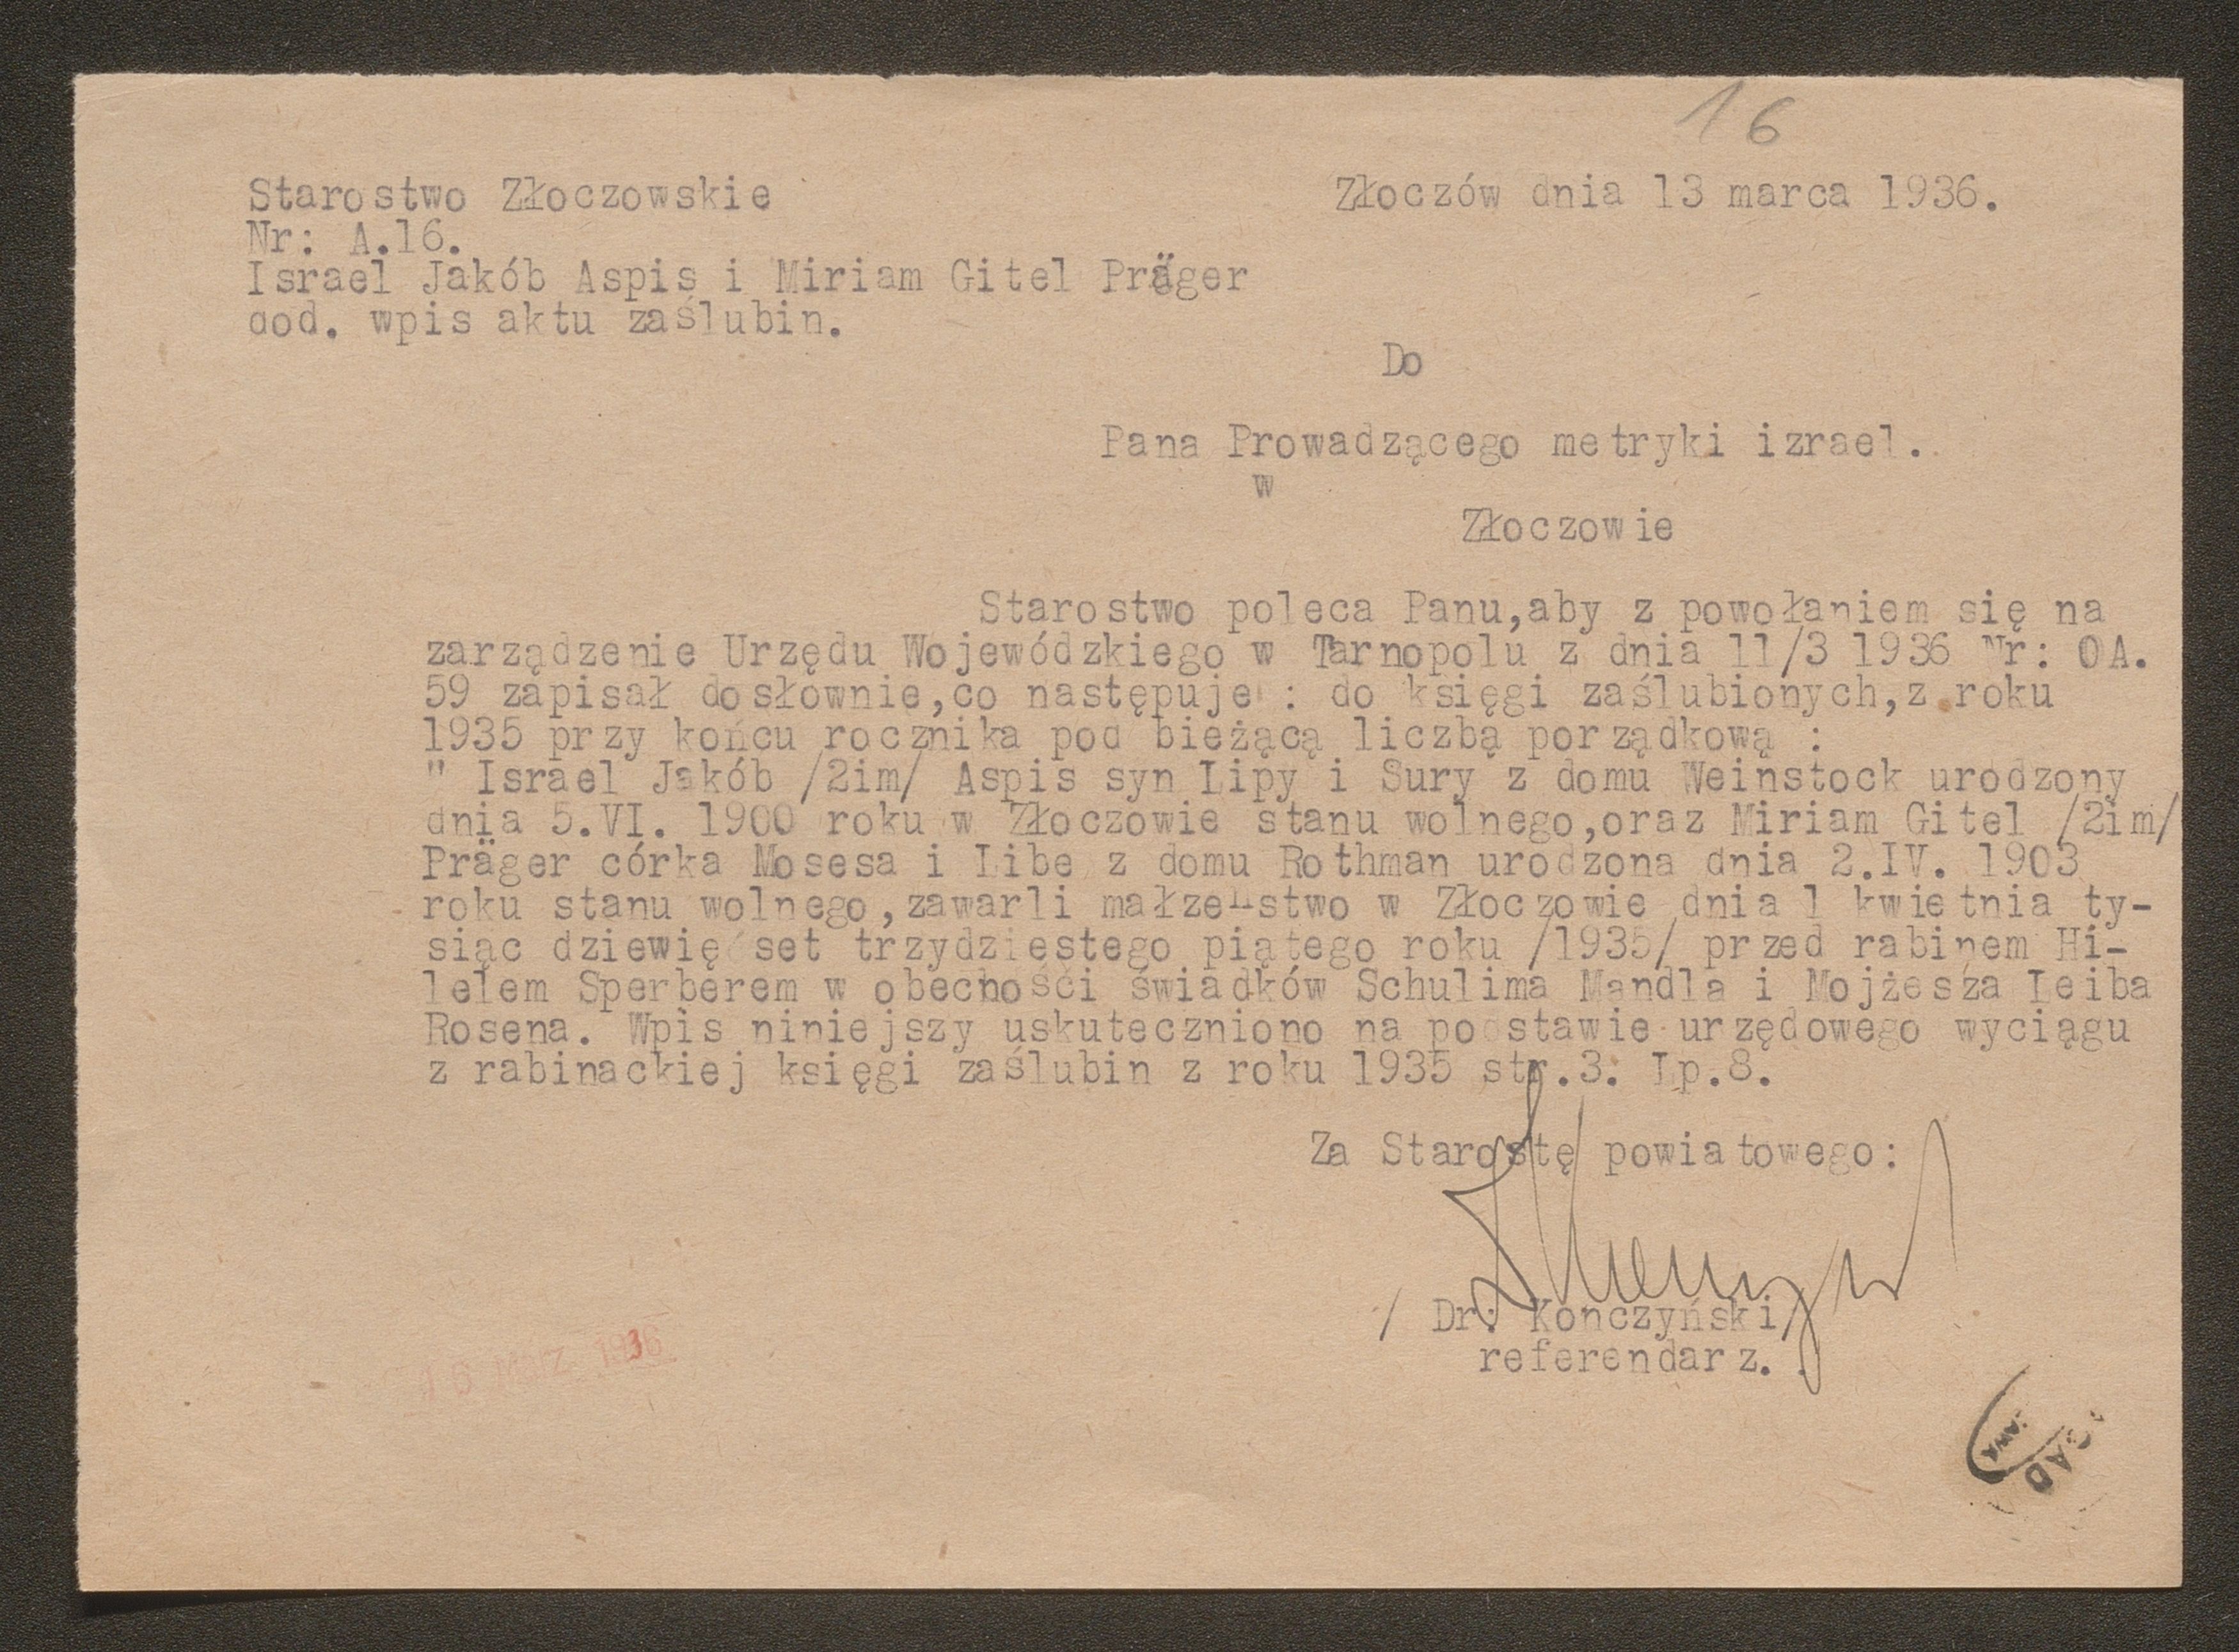 16
Starostwo Złoczowskie
Złoczów dnia 13 marca 1936.
Nr: A.16.
Israel Jakób Aspis i Miriam Gitel Präger
dod. wpis aktu zaślubin.
Do
Pana Prowadzącego metryki izrael.
w
Złoczowie
Starostwo poleca Panu,aby z powołaniem się na
zarządzenie Urzędu Wojewódzkiego w Tarnopolu z dnia 11/3 1936 Nr: OA.
59 zapisał dosłownie,co następuje : do księgi zaślubionych,z roku
1935 przy końcu rocznika pod bieżącą liczbą porządkową :
" Israel Jakób /2im/ Aspis syn Lipy i Sury z domu Weinstock urodzony
dnia 5.VI. 1900 roku w Złoczowie stanu wolnego,oraz Miriam Gitel /2im/
Präger córka Mosesa i Libe z domu Rothman urodzona dnia 2.IV. 1903
roku stanu wolnego,zawarli małzeństwo w Złoczowie dnia 1 kwietnia ty-
siąc dziewięćset trzydziestego piątego roku /1935/ przed rabinem Hi-
lelem Sperberem w obecności świadków Schulima Mandla i Mojżesźa Leiba
Rosena. Wpis niniejszy uskuteczniono na podstawie urzędowego wyciągu
z rabinackiej księgi zaślubin z roku 1935 str.3. Lp.8.
Za Starostę powiatowego:
/ Dr: Konczyński/
referendarz.
16 März 1936
AGAD